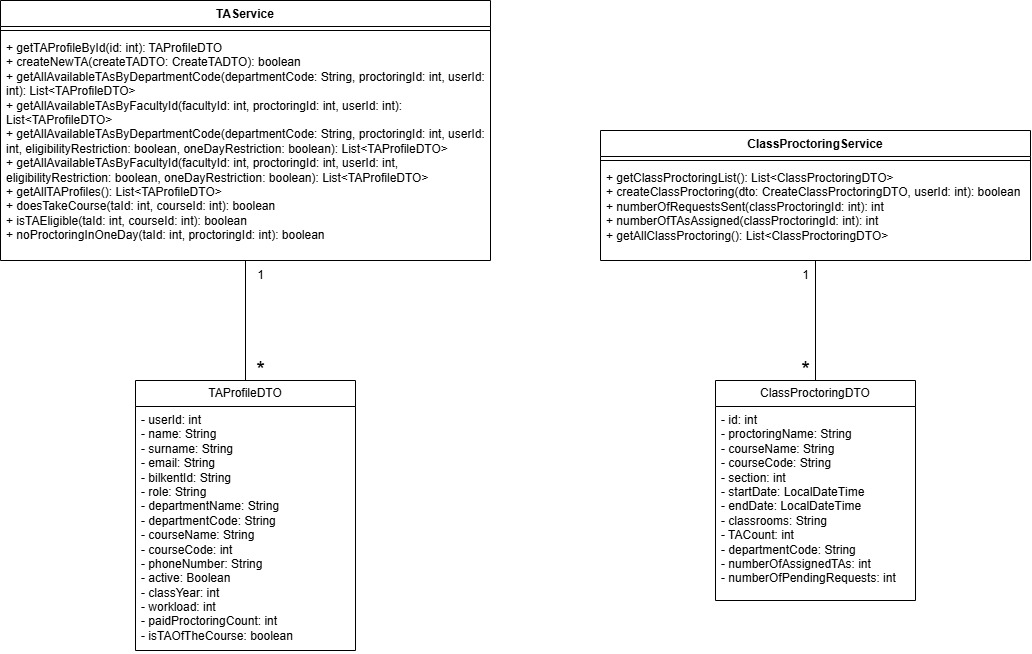 TAService
+ getTAProfileById(id: int): TAProfileDTO
+ createNewTA(createTADTO: CreateTADTO): boolean
+ getAllAvailableTAsByDepartmentCode(departmentCode: String, proctoringId: int, userId:
int): List<TAProfileDTO>
+ getAllAvailableTAsByFacultyId(facultyId: int, proctoringId: int, userId: int):
List<TAProfileDTO>
+ getAllAvailableTAsByDepartmentCode(departmentCode: String, proctoringId: int, userId:
int, eligibilityRestriction: boolean, oneDayRestriction: boolean): List<TAProfileDTO>
+ getAllAvailableTAsByFacultyId(facultyId: int, proctoringId: int, userId: int,
eligibilityRestriction: boolean, oneDayRestriction: boolean): List<TAProfileDTO>
+ getAllTAProfiles(): List<TAProfileDTO>
+ doesTakeCourse(taId: int, courseId: int): boolean
+ isTAEligible(taId: int, courseId: int): boolean
+ noProctoringInOneDay(taId: int, proctoringId: int): boolean
1
*
TAProfileDTO
- userId: int
- name: String
- surname: String
- email: String
- bilkentId: String
- role: String
- departmentName: String
- departmentCode: String
- courseName: String
- courseCode: int
- phoneNumber: String
- active: Boolean
- classYear: int
- workload: int
- paidProctoringCount: int
- isTAOfTheCourse: boolean
ClassProctoringService
+ getClassProctoringList(): List<ClassProctoringDTO>
+ createClassProctoring(dto: CreateClassProctoringDTO, userId: int): boolean
+ numberOfRequestsSent(classProctoringId: int): int
+ numberOfTAsAssigned(classProctoringId: int): int
+ getAllClassProctoring(): List<ClassProctoringDTO>
1
*
ClassProctoringDTO
- id: int
- proctoringName: String
- courseName: String
- courseCode: String
- section: int
- startDate: LocalDateTime
- endDate: LocalDateTime
- classrooms: String
- TACount: int
- departmentCode: String
- numberOfAssignedTAs: int
- numberOfPendingRequests: int